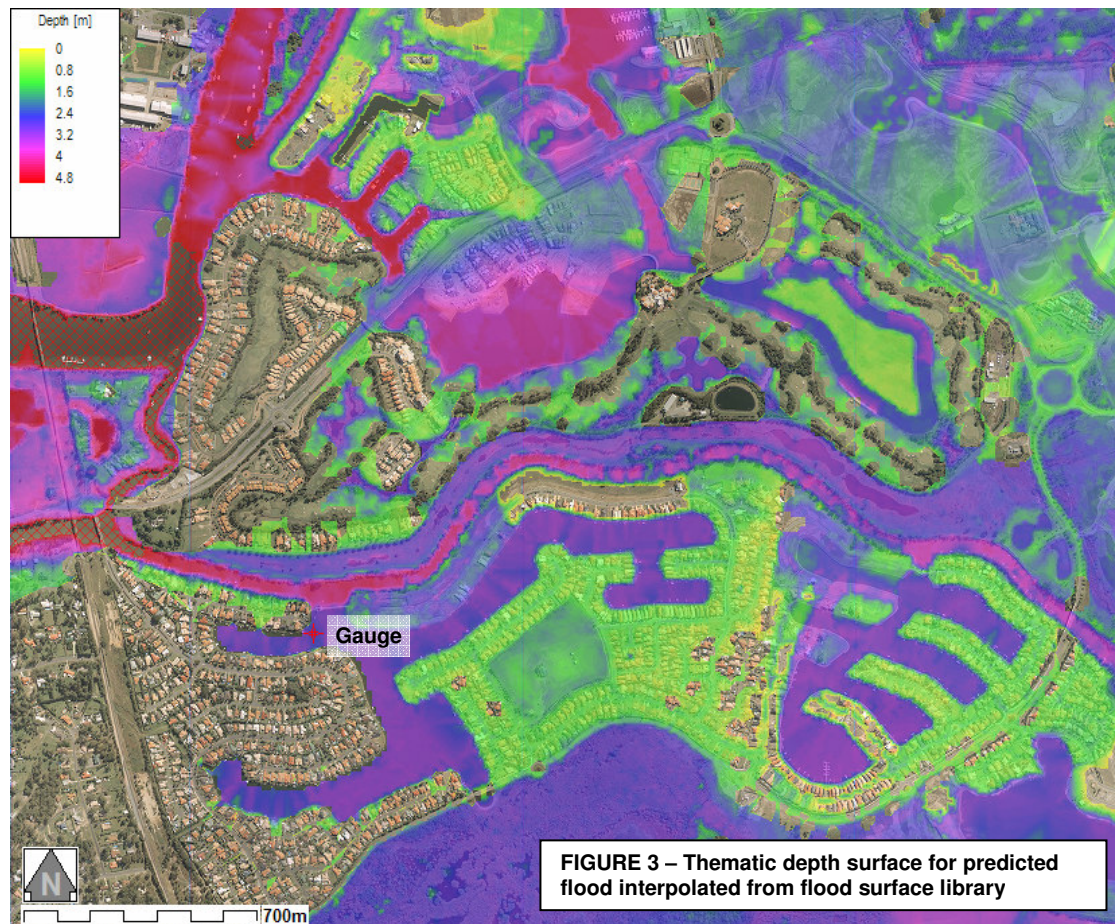 Depth [m]
0
0.8
1.6
2.4
3.2
4
4.8
Gauge
N
700m
FIGURE 3 – Thematic depth surface for predicted
flood interpolated from flood surface library